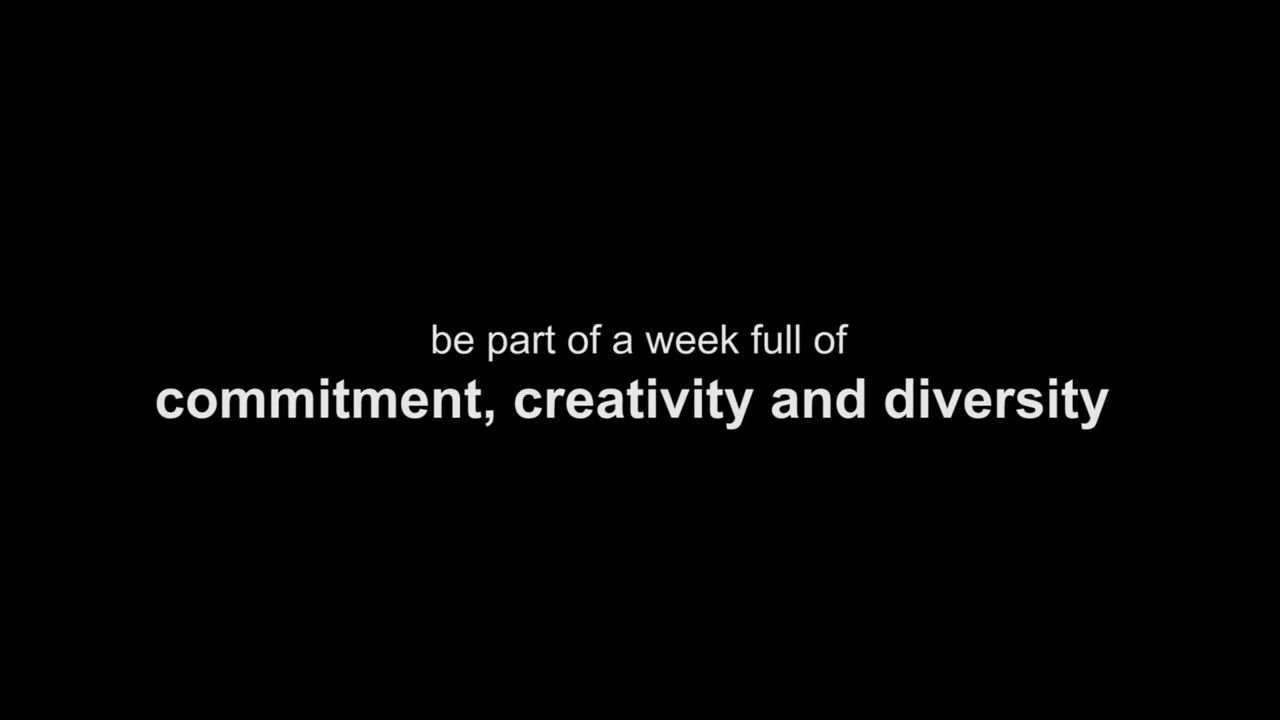 be part of a week full of
commitment, creativity and diversity